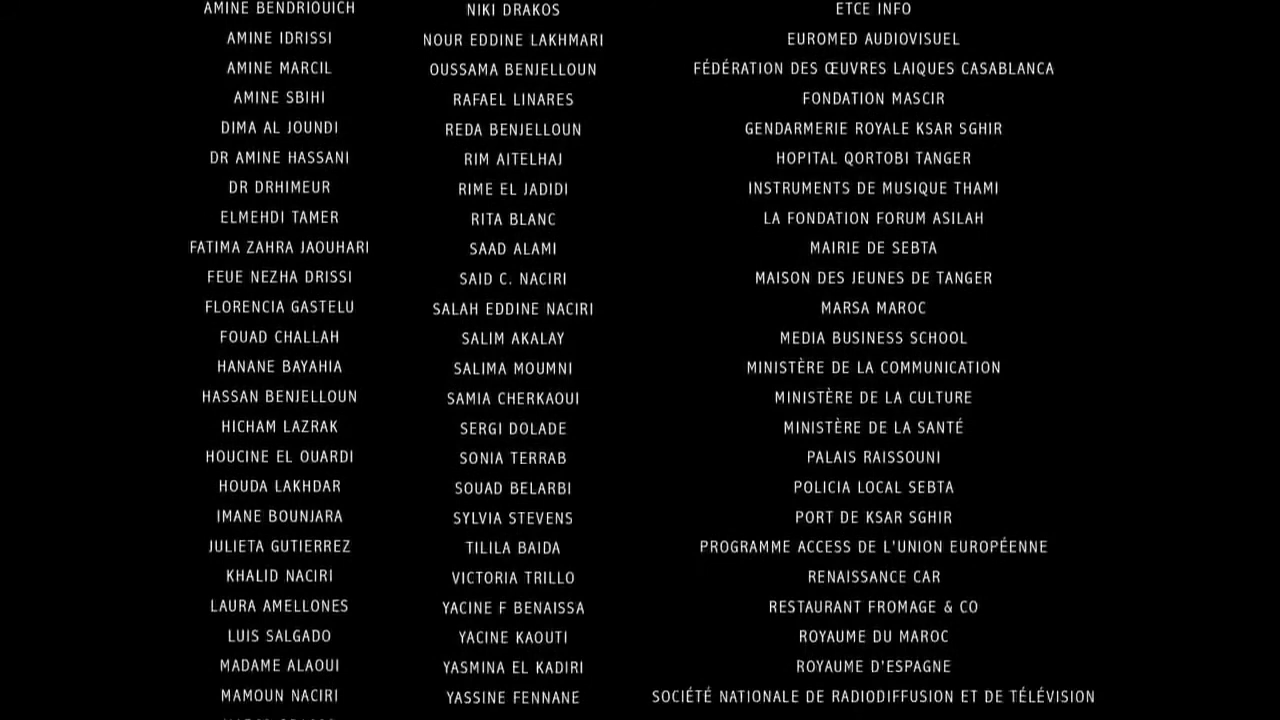 AMINE BENDRIOUICH
AMINE IDRISSI
AMINE MARCIL
AMINE SBIHI
DIMA AL JOUNDI
DR AMINE HASSANI
DR DRHIMEUR
ELMEHDI TAMER
FATIMA ZAHRA JAOUHARI
FEUE NEZHA DRISSI
FLORENCIA GASTELU
FOUAD CHALLAH
HANANE BAYAHIA
HASSAN BENJELLOUN
HICHAM LAZRAK
HOUCINE EL OUARDI
HOUDA LAKHDAR
IMANE BOUNJARA
JULIETA GUTIERREZ
KHALID NACIRI
LAURA AMELLONES
LUIS SALGADO
MADAME ALAOUI
MAMOUN NACIRI
NIKI DRAKOS
NOUR EDDINE LAKHMARI
OUSSAMA BENJELLOUN
RAFAEL LINARES
REDA BENJELLOUN
RIM AITELHAJ
RIME EL JADIDI
RITA BLANC
SAAD ALAMI
SAID C. NACIRI
SALAH EDDINE NACIRI
SALIM AKALAY
SALIMA MOUMNI
SAMIA CHERKAOUI
SERGI DOLADE
SONIA TERRAB
SOUAD BELARBI
SYLVIA STEVENS
TILILA BAIDA
VICTORIA TRILLO
YACINE F BENAISSA
YACINE KAOUTI
YASMINA EL KADIRI
YASSINE FENNANE
ETCE INFO
EUROMED AUDIOVISUEL
FÉDÉRATION DES ŒUVRES LAIQUES CASABLANCA
FONDATION MASCIR
GENDARMERIE ROYALE KSAR SGHIR
HOPITAL QORTOBI TANGER
INSTRUMENTS DE MUSIQUE THAMI
LA FONDATION FORUM ASILAH
MAIRIE DE SEBTA
MAISON DES JEUNES DE TANGER
MARSA MAROC
MEDIA BUSINESS SCHOOL
MINISTÈRE DE LA COMMUNICATION
MINISTÈRE DE LA CULTURE
MINISTÈRE DE LA SANTÉ
PALAIS RAISSOUNI
POLICIA LOCAL SEBTA
PORT DE KSAR SGHIR
PROGRAMME ACCESS DE L'UNION EUROPÉENNE
RENAISSANCE CAR
RESTAURANT FROMAGE & CO
ROYAUME DU MAROC
ROYAUME D'ESPAGNE
SOCIÉTÉ NATIONALE DE RADIODIFFUSION ET DE TÉLÉVISION